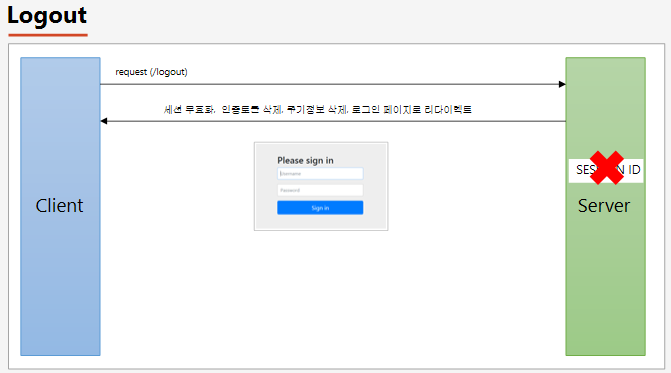 Logout
request (/logout)
세션 무효화, 인증토큰 삭제, 쿠키정보 삭제, 로그인 페이지로 리다이렉트
Please sign in
Username
Password
Sign in
SESSION ID
Client
Server